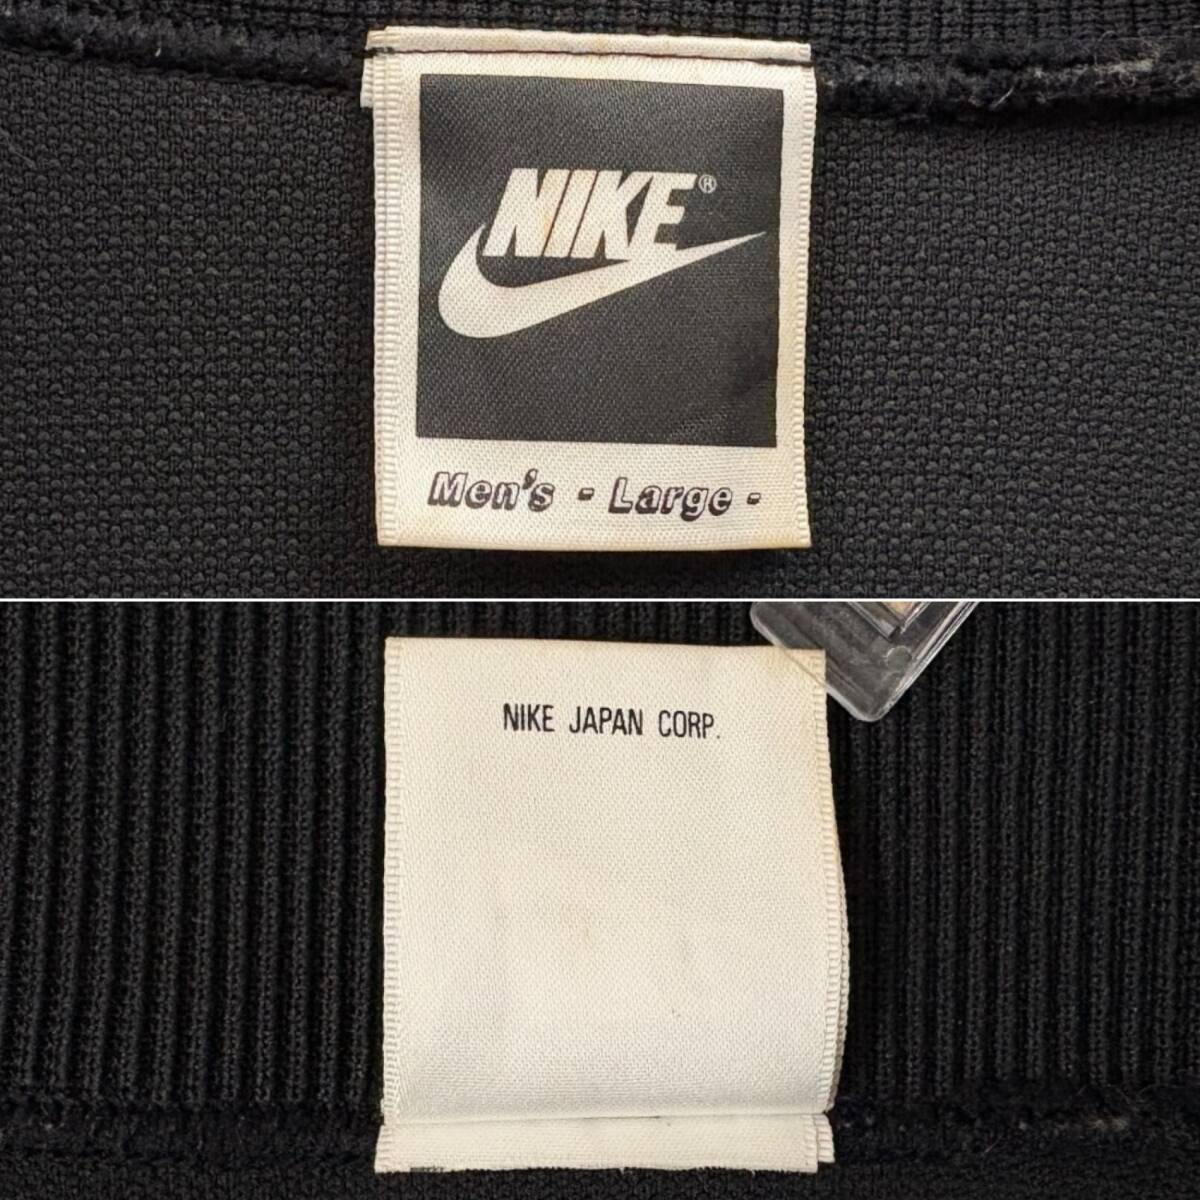 NIKE®
Men's - Large -
NIKE JAPAN CORP.